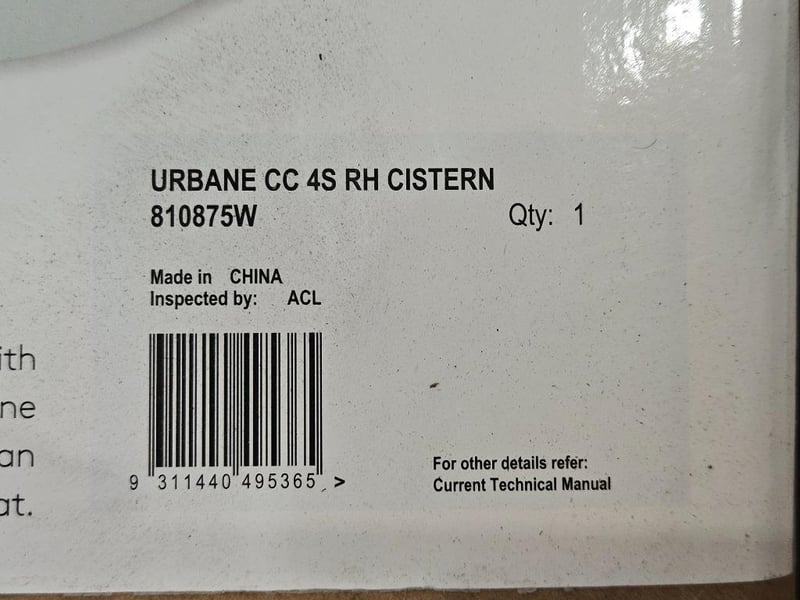 URBANE CC 4S RH CISTERN
810875W Qty: 1
Made in CHINA
Inspected by: ACL
ith
ne
an
at.
9 311440 495365 >
For other details refer:
Current Technical Manual